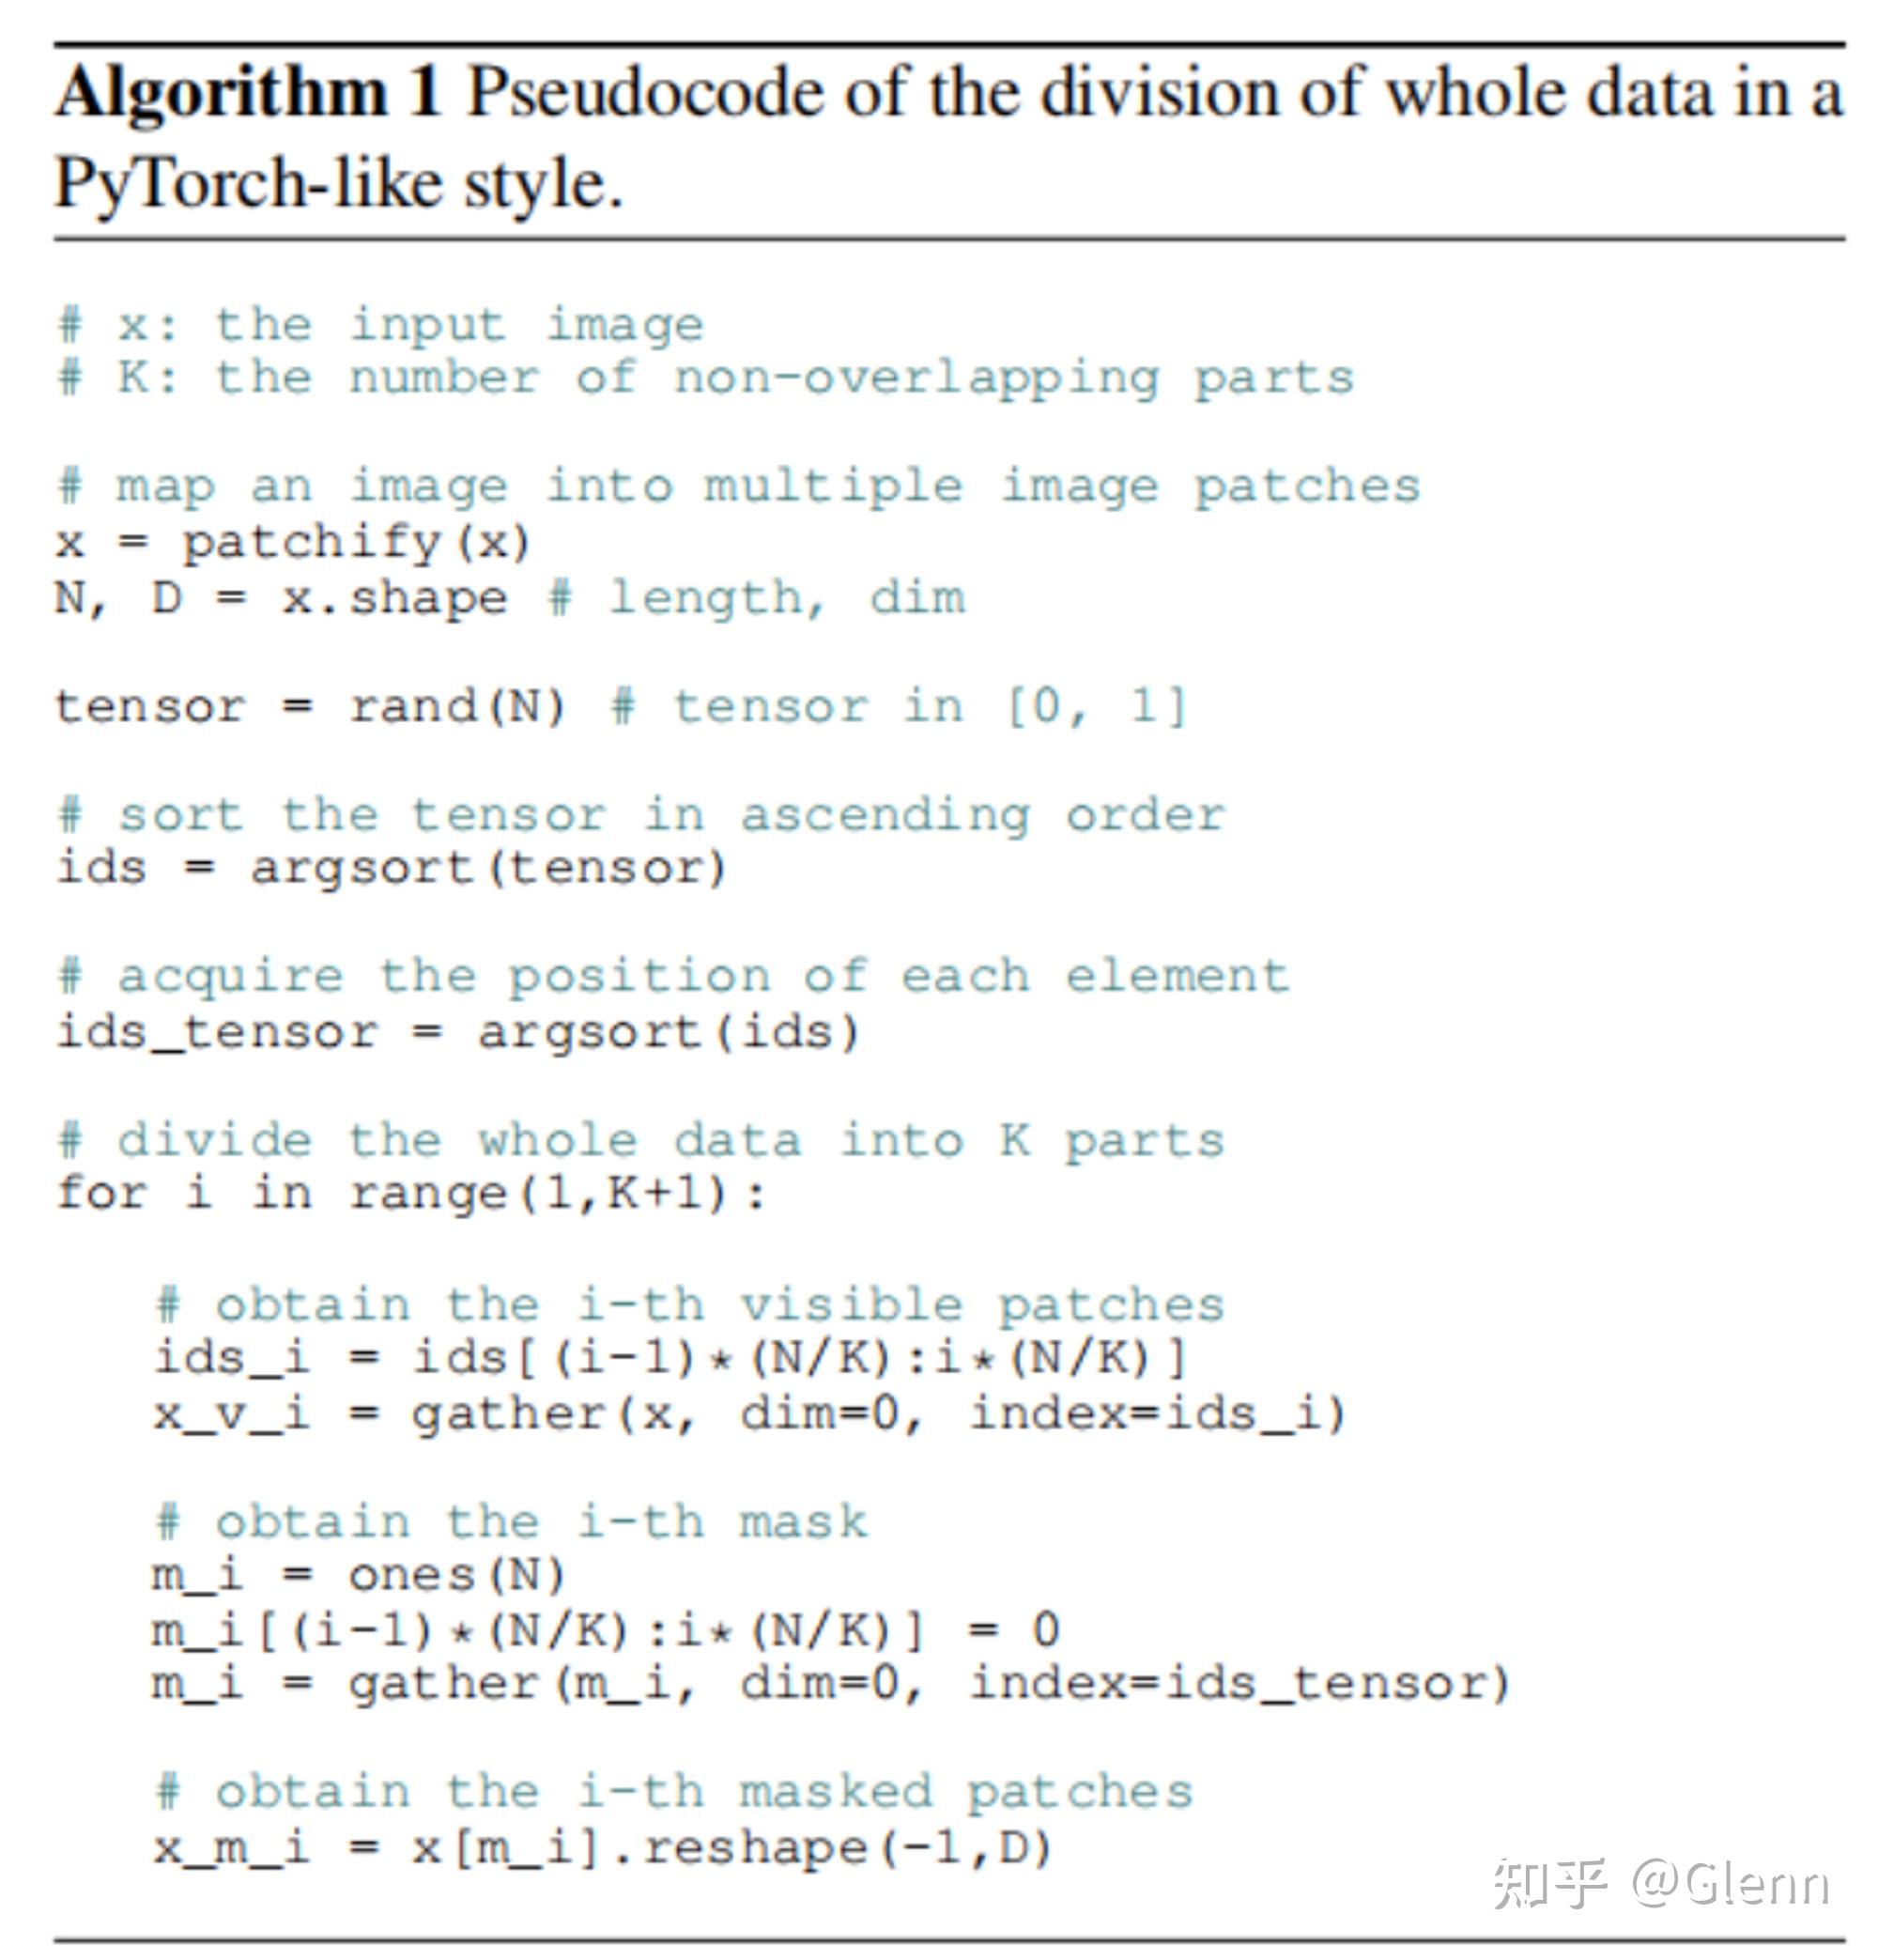 Algorithm 1 Pseudocode of the division of whole data in a
PyTorch-like style.
# x: the input image
# K: the number of non-overlapping parts
# map an image into multiple image patches
x = patchify(x)
N, D = x.shape # length, dim
tensor = rand(N) # tensor in [0, 1]
# sort the tensor in ascending order
ids = argsort(tensor)
# acquire the position of each element
ids_tensor = argsort(ids)
# divide the whole data into K parts
for i in range(1,K+1):
# obtain the i-th visible patches
ids_i = ids[(i-1)*(N/K):i*(N/K)]
x_v_i = gather(x, dim=0, index=ids_i)
# obtain the i-th mask
m_i = ones(N)
m_i[(i-1)*(N/K):i*(N/K)] = 0
m_i = gather(m_i, dim=0, index=ids_tensor)
# obtain the i-th masked patches
x_m_i = x[m_i].reshape(-1,D)
知乎 @Glenn